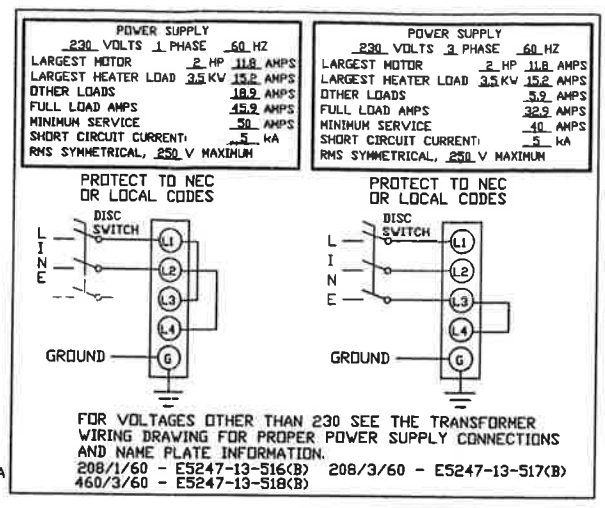 POWER SUPPLY
230 VOLTS 1 PHASE 60 HZ
LARGEST MOTOR 2 HP 11.8 AMPS
LARGEST HEATER LOAD 3.5 KW 15.2 AMPS
OTHER LOADS 18.9 AMPS
FULL LOAD AMPS 45.9 AMPS
MINIMUM SERVICE 50 AMPS
SHORT CIRCUIT CURRENT: 5 kA
RMS SYMMETRICAL, 250 V MAXIMUM
POWER SUPPLY
230 VOLTS 3 PHASE 60 HZ
LARGEST MOTOR 2 HP 11.8 AMPS
LARGEST HEATER LOAD 3.5 KW 15.2 AMPS
OTHER LOADS 5.9 AMPS
FULL LOAD AMPS 32.9 AMPS
MINIMUM SERVICE 40 AMPS
SHORT CIRCUIT CURRENT: 5 kA
RMS SYMMETRICAL, 250 V MAXIMUM
PROTECT TO NEC
OR LOCAL CODES
DISC
SWITCH
LINE
L1
L2
L3
L4
GROUND
G
PROTECT TO NEC
OR LOCAL CODES
DISC
SWITCH
LINE
L1
L2
L3
L4
GROUND
G
FOR VOLTAGES OTHER THAN 230 SEE THE TRANSFORMER
WIRING DRAWING FOR PROPER POWER SUPPLY CONNECTIONS
AND NAME PLATE INFORMATION.
208/1/60 - E5247-13-516(B) 208/3/60 - E5247-13-517(B)
460/3/60 - E5247-13-518(B)
A